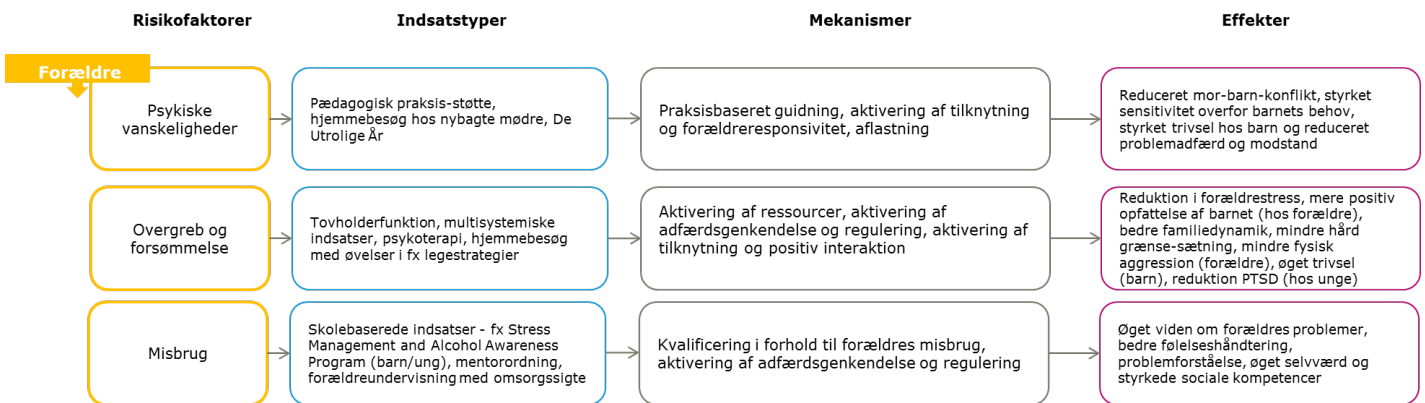 Risikofaktorer
Indsatstyper
Mekanismer
Effekter
Forældre
Psykiske
vanskeligheder
Pædagogisk praksis-støtte,
hjemmebesøg hos nybagte mødre, De
Utrolige År
Praksisbaseret guidning, aktivering af tilknytning
og forældreresponsivitet, aflastning
Reduceret mor-barn-konflikt, styrket
sensitivitet overfor barnets behov,
styrket trivsel hos barn og reduceret
problemadfærd og modstand
Overgreb og
forsømmelse
Tovholderfunktion, multisystemiske
indsatser, psykoterapi, hjemmebesøg
med øvelser i fx legestrategier
Aktivering af ressourcer, aktivering af
adfærdsgenkendelse og regulering, aktivering af
tilknytning og positiv interaktion
Reduktion i forældrestress, mere positiv
opfattelse af barnet (hos forældre),
bedre familiedynamik, mindre hård
grænse-sætning, mindre fysisk
aggression (forældre), øget trivsel
(barn), reduktion PTSD (hos unge)
Misbrug
Skolebaserede indsatser - fx Stress
Management and Alcohol Awareness
Program (barn/ung), mentorordning,
forældreundervisning med omsorgssigte
Kvalificering i forhold til forældres misbrug,
aktivering af adfærdsgenkendelse og regulering
Øget viden om forældres problemer,
bedre følelseshåndtering,
problemforståelse, øget selvværd og
styrkede sociale kompetencer